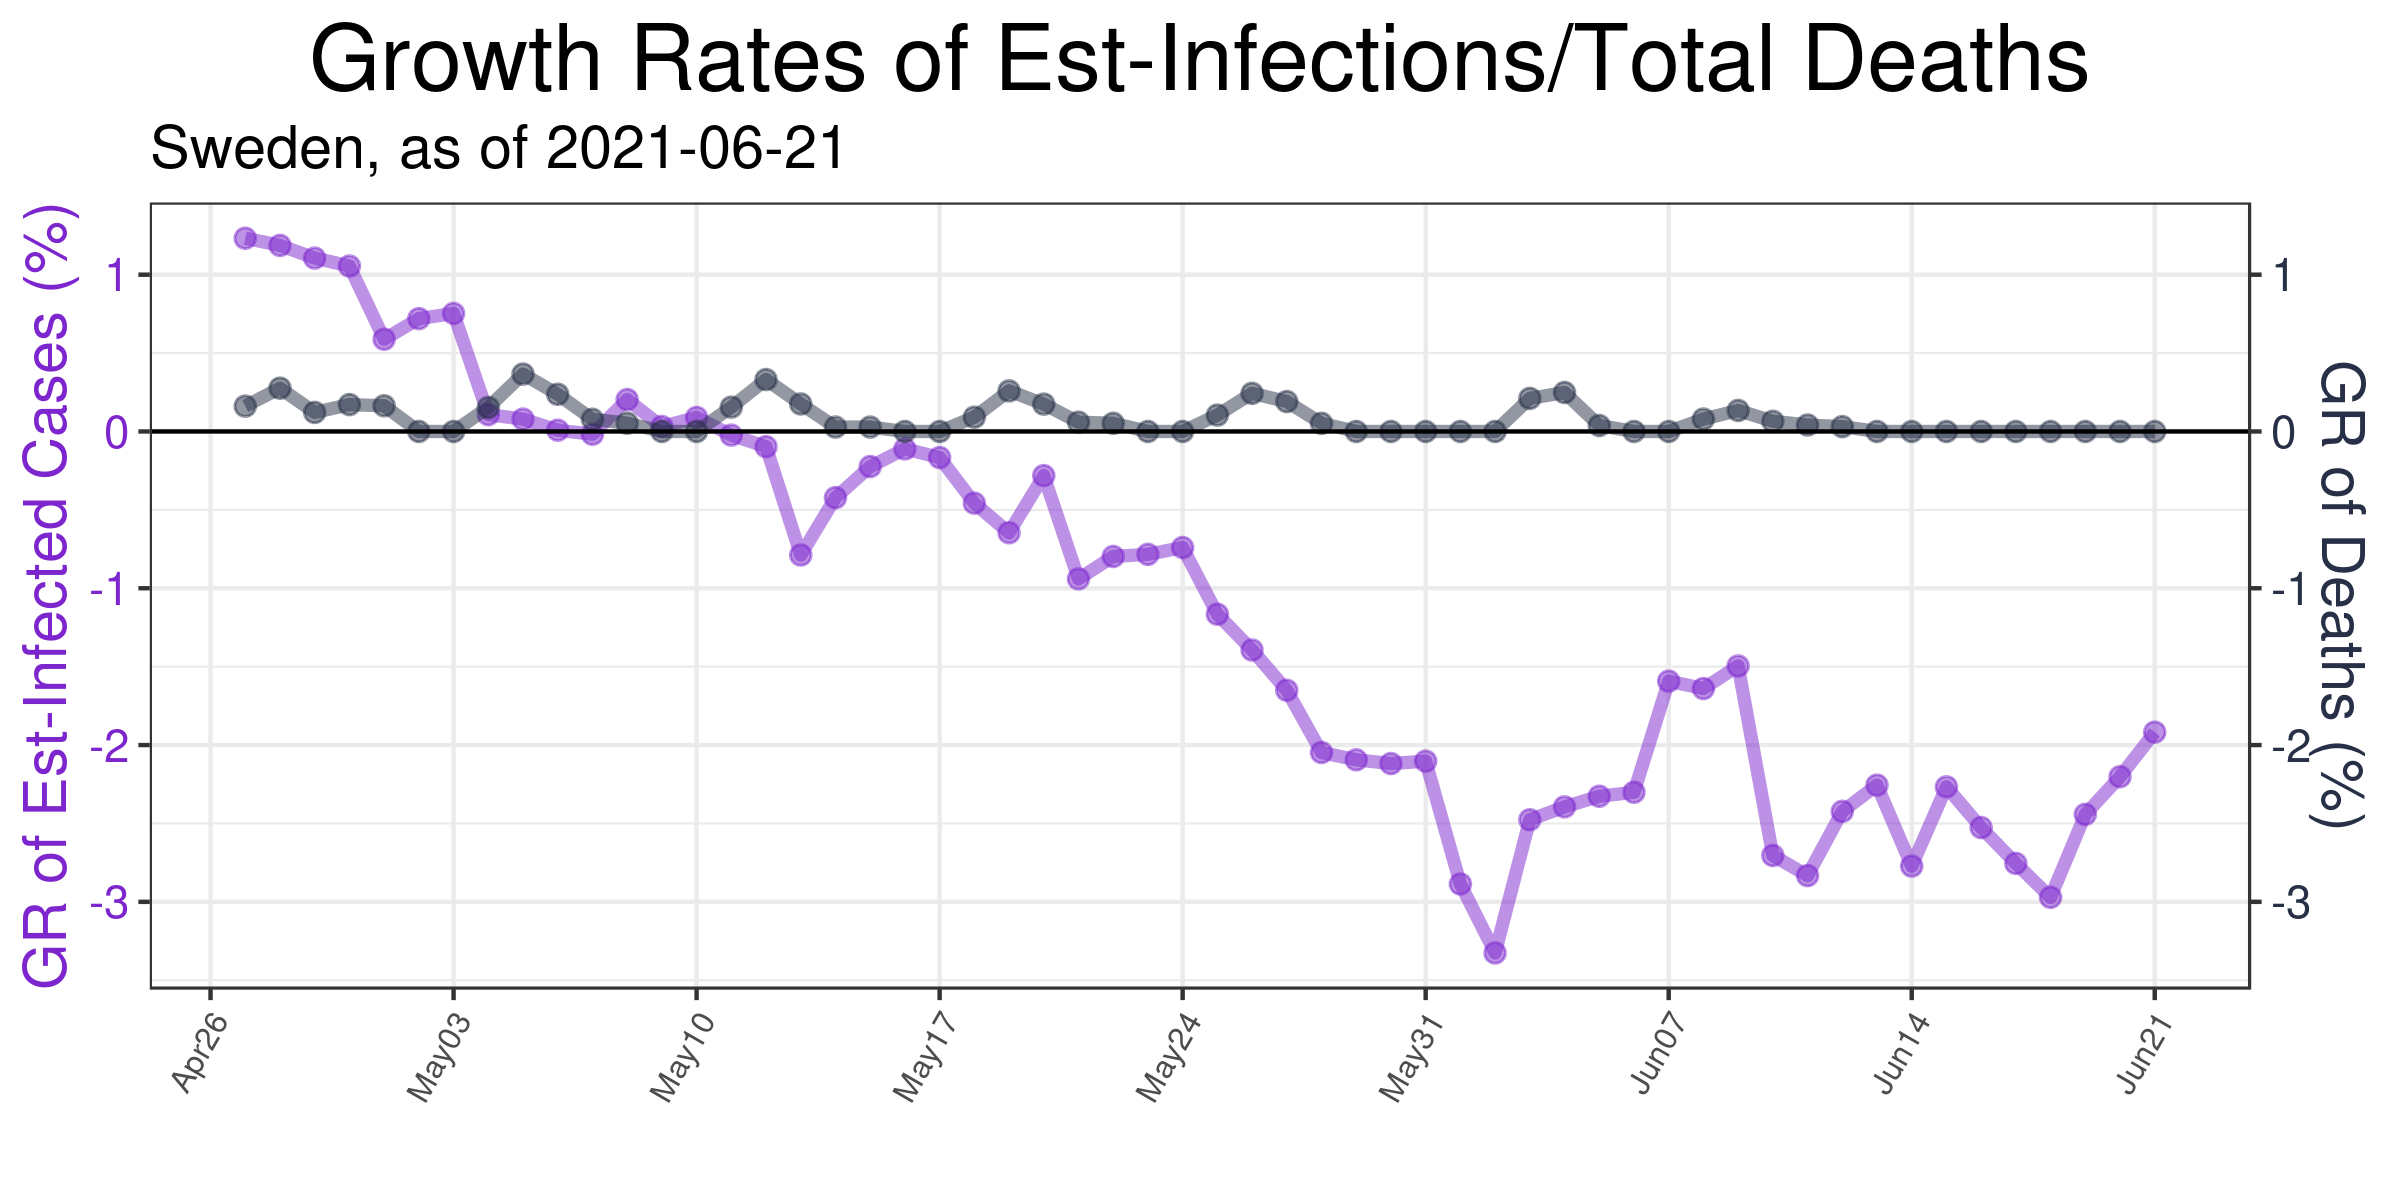 Growth Rates of Est-Infections/Total Deaths
Sweden, as of 2021-06-21
GR of Est-Infected Cases (%)
1
0
-1
-2
-3
1
0
-1
-2
-3
GR of Deaths (%)
Apr26
May03
May10
May17
May24
May31
Jun07
Jun14
Jun21